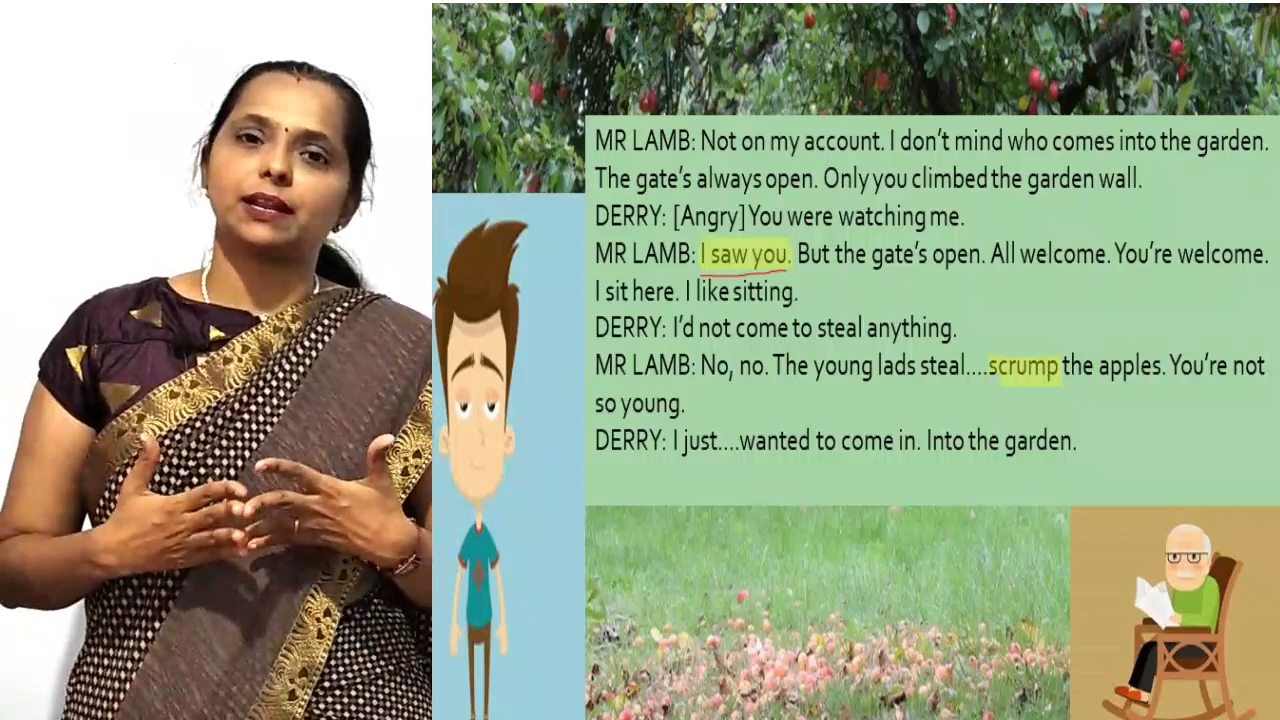 MR LAMB: Not on my account. I don't mind who comes into the garden.
The gate's always open. Only you climbed the garden wall.
DERRY: [Angry] You were watching me.
MR LAMB: I saw you. But the gate's open. All welcome. You're welcome.
I sit here. I like sitting.
DERRY: I'd not come to steal anything.
MR LAMB: No, no. The young lads steal....scrump the apples. You're not
so young.
DERRY: I just....wanted to come in. Into the garden.